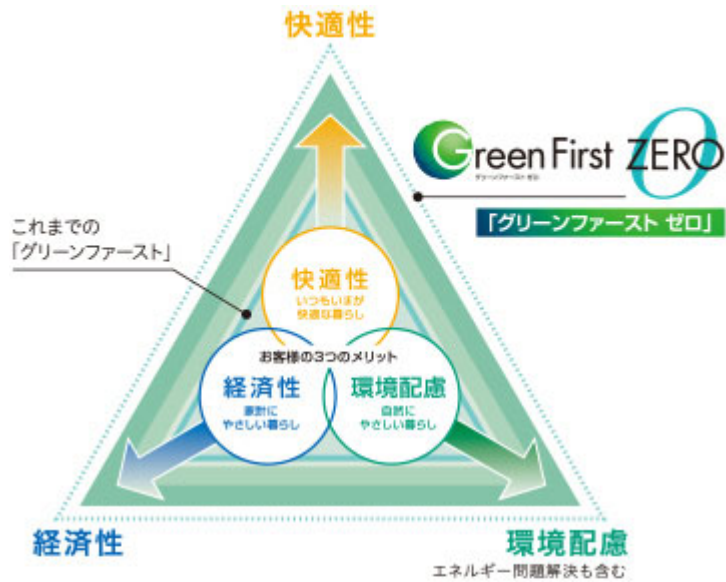 快適性
Green First ZERO
グリーンファースト ゼロ
「グリーンファースト ゼロ」
これまでの
「グリーンファースト」
快適性
いつもいまが
快適な暮らし
お客様の3つのメリット
経済性
家計に
やさしい暮らし
環境配慮
自然に
やさしい暮らし
経済性
環境配慮
エネルギー問題解決も含む